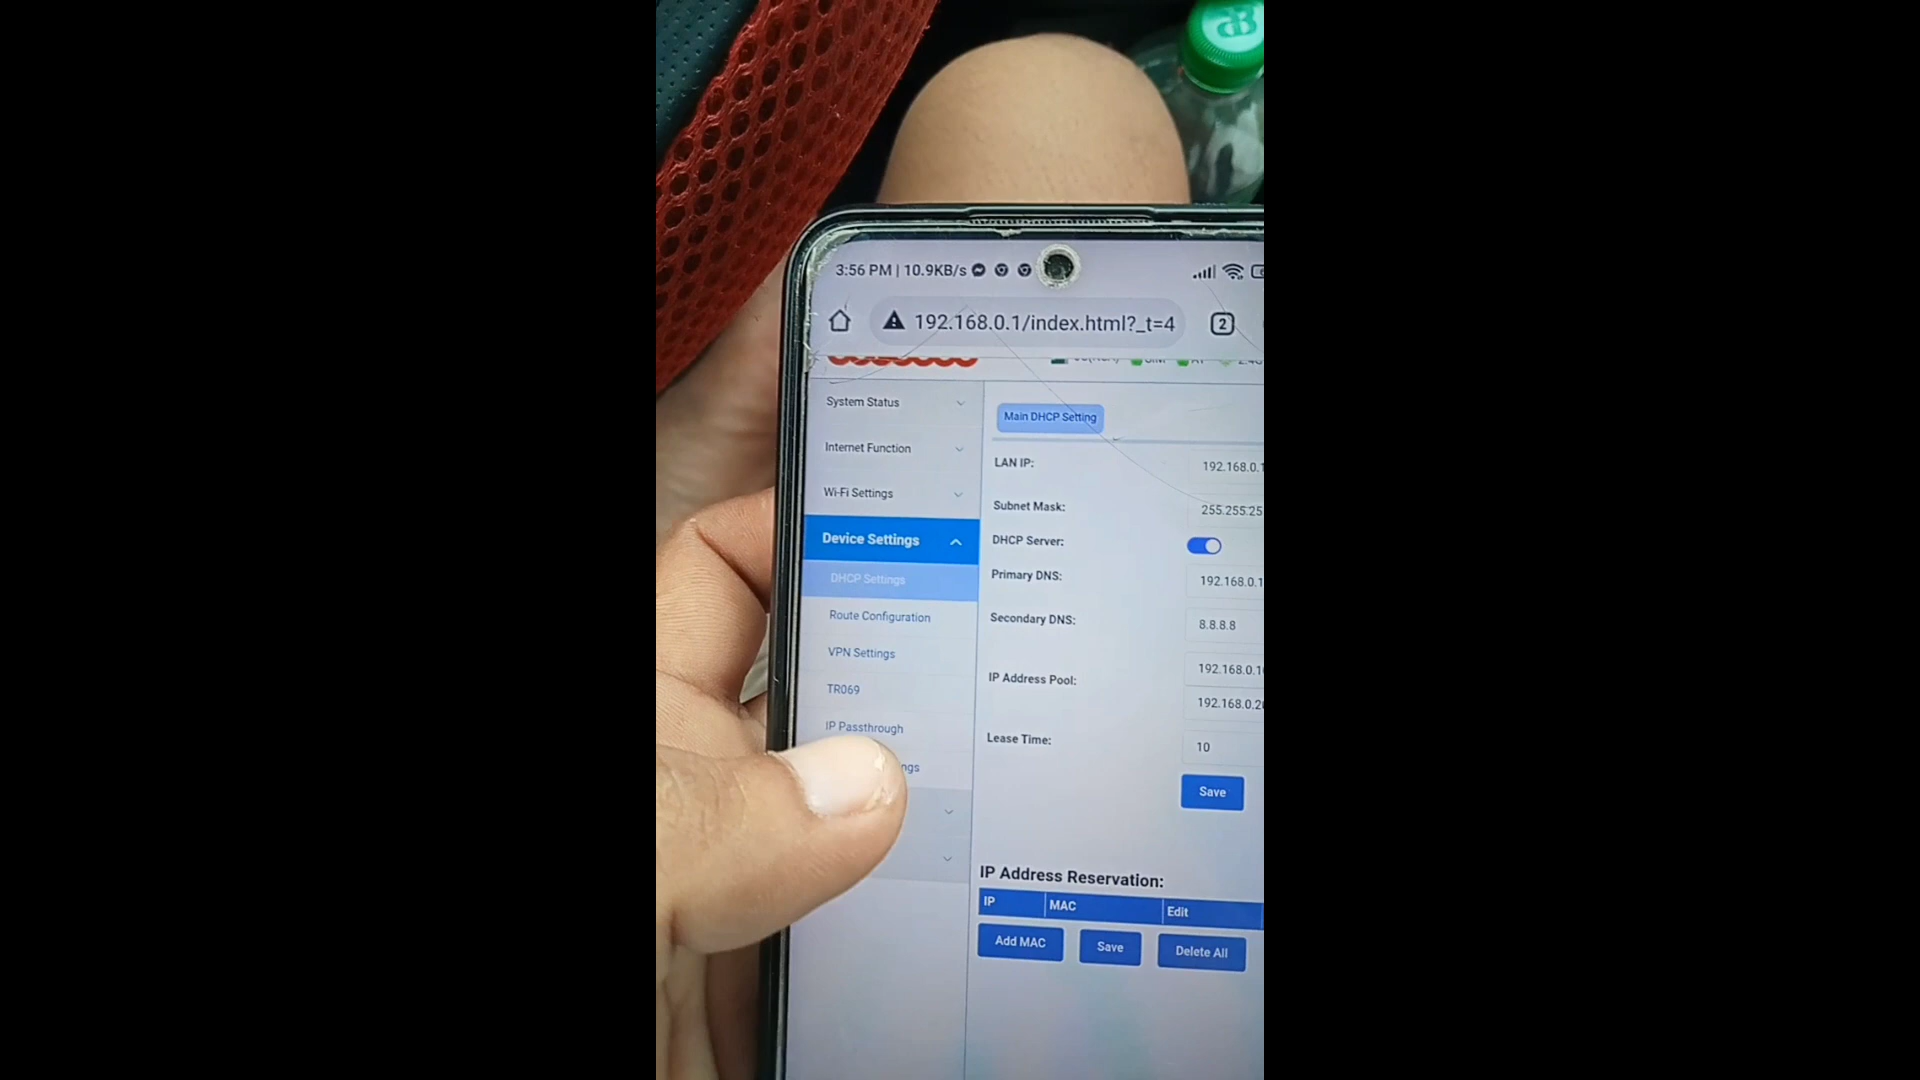 3:56 PM | 10.9KB/s
192.168.0.1/index.html?_t=4
2
System Status
Internet Function
Wi-Fi Settings
Device Settings
DHCP Settings
Route Configuration
VPN Settings
TR069
IP Passthrough
ngs
Main DHCP Setting
LAN IP: 192.168.0.1
Subnet Mask: 255.255.25
DHCP Server:
Primary DNS: 192.168.0.1
Secondary DNS: 8.8.8.8
IP Address Pool: 192.168.0.10
192.168.0.20
Lease Time: 10
Save
IP Address Reservation:
IP MAC Edit
Add MAC Save Delete All